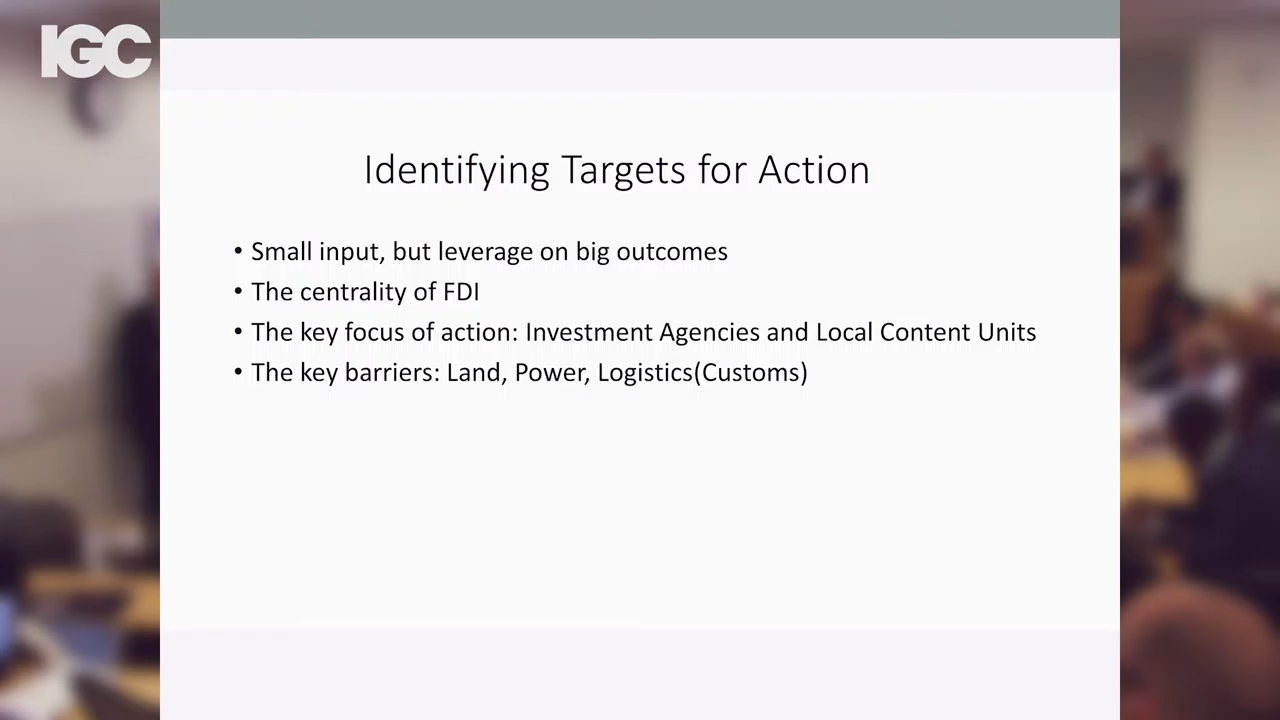 IGC
Identifying Targets for Action
• Small input, but leverage on big outcomes
• The centrality of FDI
• The key focus of action: Investment Agencies and Local Content Units
• The key barriers: Land, Power, Logistics(Customs)